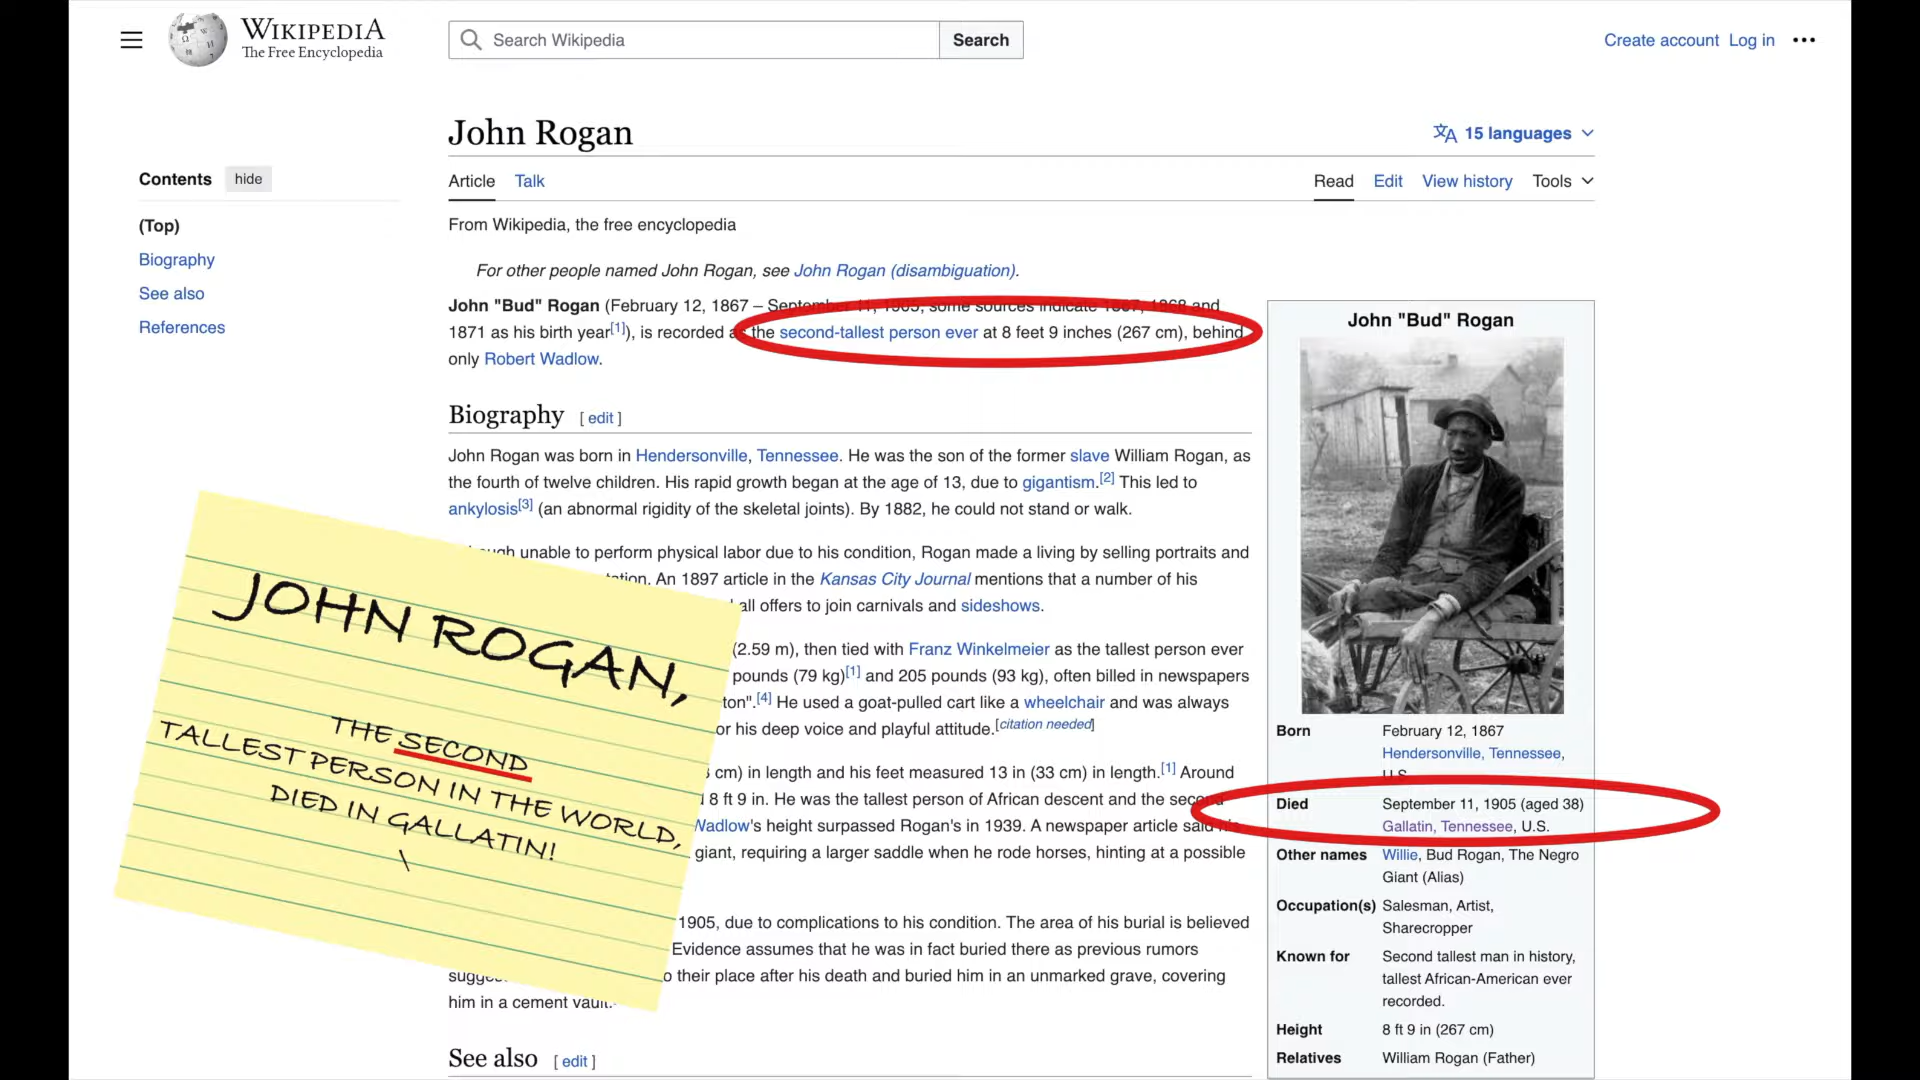 WIKIPEDIA
The Free Encyclopedia
Search Wikipedia
Search
Create account Log in
John Rogan
15 languages
Contents hide
(Top)
Biography
See also
References
Article Talk
Read Edit View history Tools
From Wikipedia, the free encyclopedia
For other people named John Rogan, see John Rogan (disambiguation).
John "Bud" Rogan (February 12, 1867 – September 11, 1905, some sources indicate 1867, 1868 and
1871 as his birth year[1]), is recorded as the second-tallest person ever at 8 feet 9 inches (267 cm), behind
only Robert Wadlow.
Biography [ edit ]
John Rogan was born in Hendersonville, Tennessee. He was the son of the former slave William Rogan, as
the fourth of twelve children. His rapid growth began at the age of 13, due to gigantism.[2] This led to
ankylosis[3] (an abnormal rigidity of the skeletal joints). By 1882, he could not stand or walk.
unable to perform physical labor due to his condition, Rogan made a living by selling portraits and
An 1897 article in the Kansas City Journal mentions that a number of his
all offers to join carnivals and sideshows.
(2.59 m), then tied with Franz Winkelmeier as the tallest person ever
pounds (79 kg)[1] and 205 pounds (93 kg), often billed in newspapers
ton".[4] He used a goat-pulled cart like a wheelchair and was always
or his deep voice and playful attitude.[citation needed]
cm) in length and his feet measured 13 in (33 cm) in length.[1] Around
8 ft 9 in. He was the tallest person of African descent and the second
Wadlow's height surpassed Rogan's in 1939. A newspaper article said his
giant, requiring a larger saddle when he rode horses, hinting at a possible
1905, due to complications to his condition. The area of his burial is believed
Evidence assumes that he was in fact buried there as previous rumors
their place after his death and buried him in an unmarked grave, covering
him in a cement vault.
See also [ edit ]
John "Bud" Rogan
Born February 12, 1867
Hendersonville, Tennessee,
U.S.
Died September 11, 1905 (aged 38)
Gallatin, Tennessee, U.S.
Other names Willie, Bud Rogan, The Negro
Giant (Alias)
Occupation(s) Salesman, Artist,
Sharecropper
Known for Second tallest man in history,
tallest African-American ever
recorded.
Height 8 ft 9 in (267 cm)
Relatives William Rogan (Father)
JOHN ROGAN,
THE SECOND
TALLEST PERSON IN THE WORLD,
DIED IN GALLATIN!